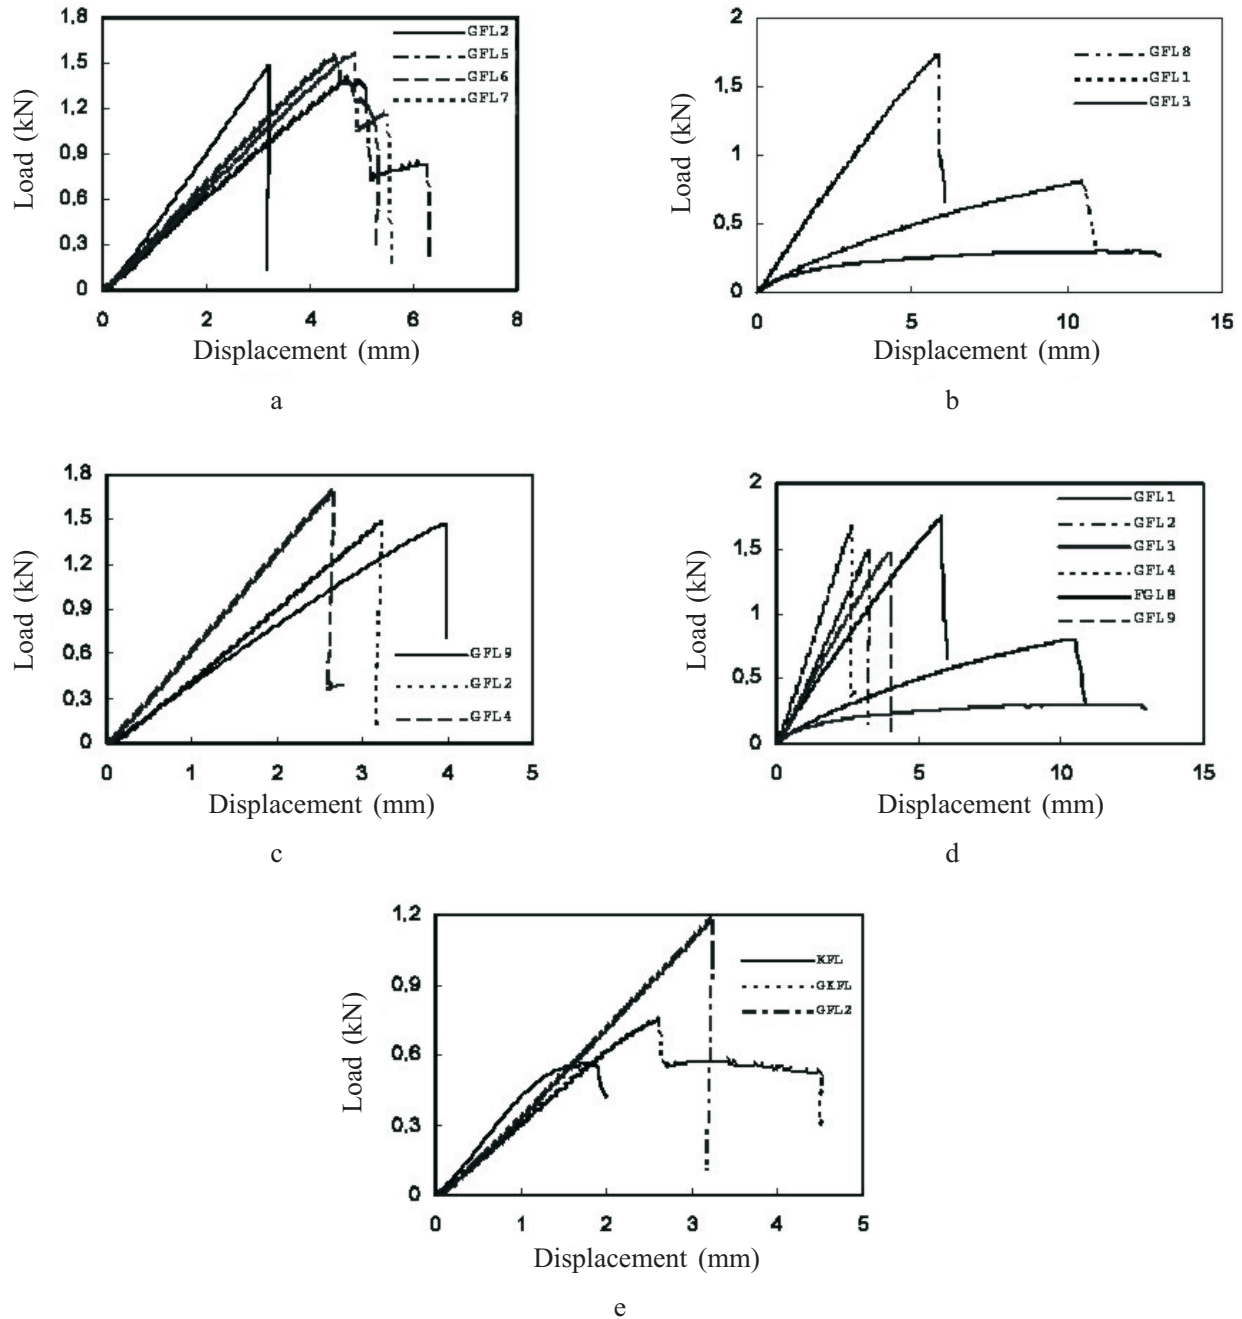 1,8
1.5
1.2
0.9
0.6
0.3
0
Load (kN)
GFL2
GFL5
GFL6
GFL7
0 2 4 6 8
Displacement (mm)
a
2
1.5
1
0,5
0
Load (kN)
GFL8
GFL1
GFL3
0 5 10 15
Displacement (mm)
b
1.8
1.5
1.2
0.9
0.6
0.3
0
Load (kN)
GFL9
GFL2
GFL4
0 1 2 3 4 5
Displacement (mm)
c
2
1.5
1
0.5
0
Load (kN)
GFL1
GFL2
GFL3
GFL4
FGL8
GFL9
0 5 10 15
Displacement (mm)
d
1,2
0,9
0.6
0.3
0
Load (kN)
KFL
GKFL
GFL2
0 1 2 3 4 5
Displacement (mm)
e